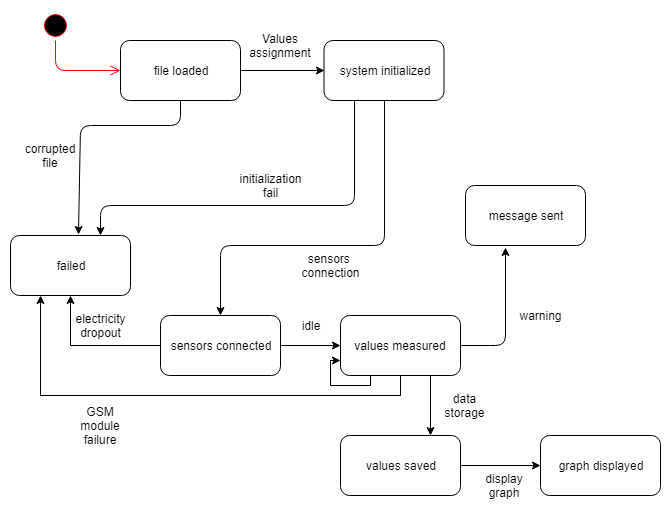 Values
assignment
file loaded
system initialized
corrupted
file
initialization
fail
message sent
failed
sensors
connection
electricity
dropout
sensors connected
idle
values measured
warning
GSM
module
failure
data
storage
values saved
display
graph
graph displayed